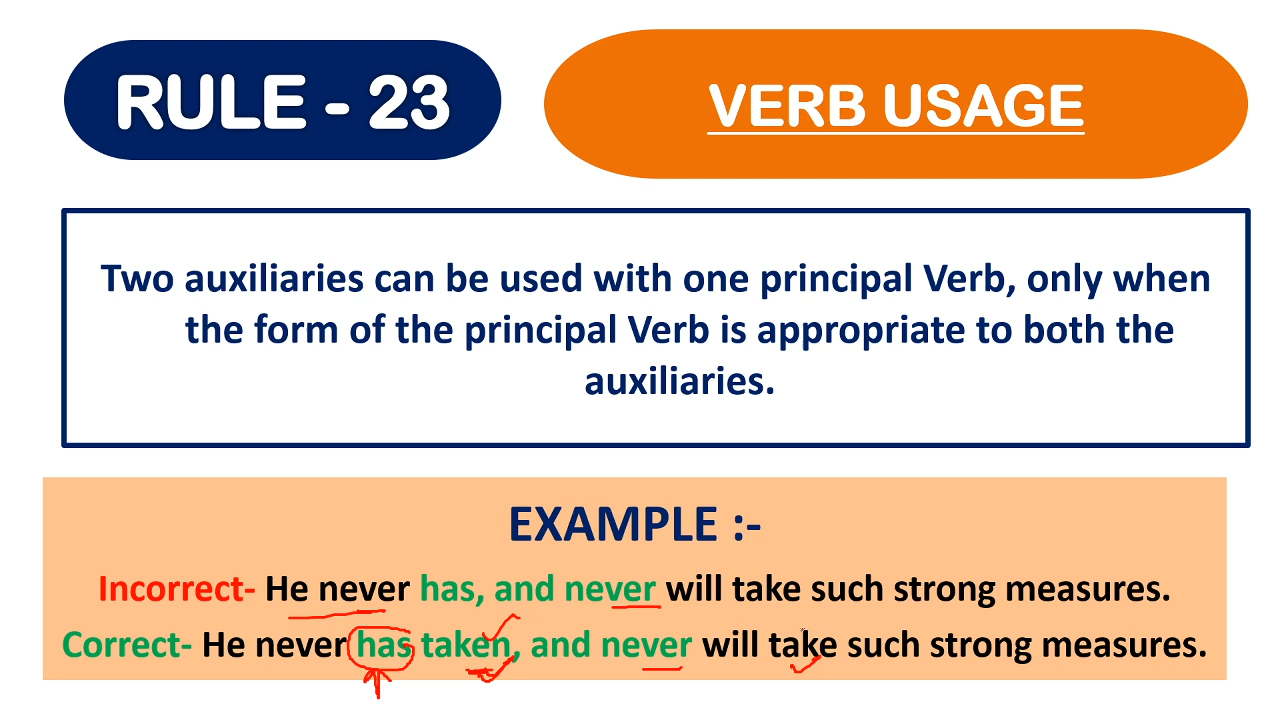 RULE - 23
VERB USAGE
Two auxiliaries can be used with one principal Verb, only when
the form of the principal Verb is appropriate to both the
auxiliaries.
EXAMPLE :-
Incorrect- He never has, and never will take such strong measures.
Correct- He never has taken, and never will take such strong measures.